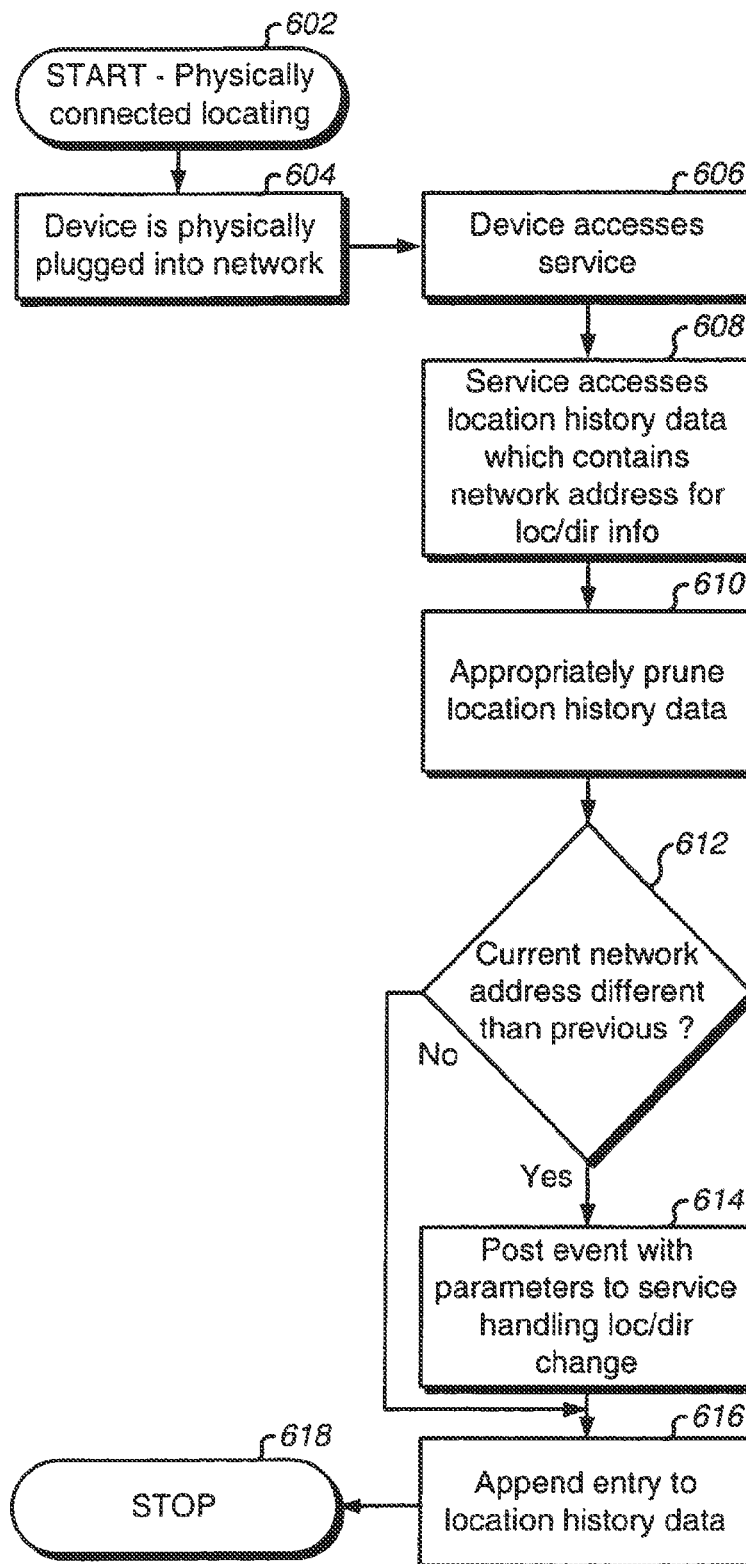 602
START - Physically
connected locating
604
Device is physically
plugged into network
606
Device accesses
service
608
Service accesses
location history data
which contains
network address for
loc/dir info
610
Appropriately prune
location history data
612
Current network
address different
than previous ?
No
Yes
614
Post event with
parameters to service
handling loc/dir
change
616
Append entry to
location history data
618
STOP